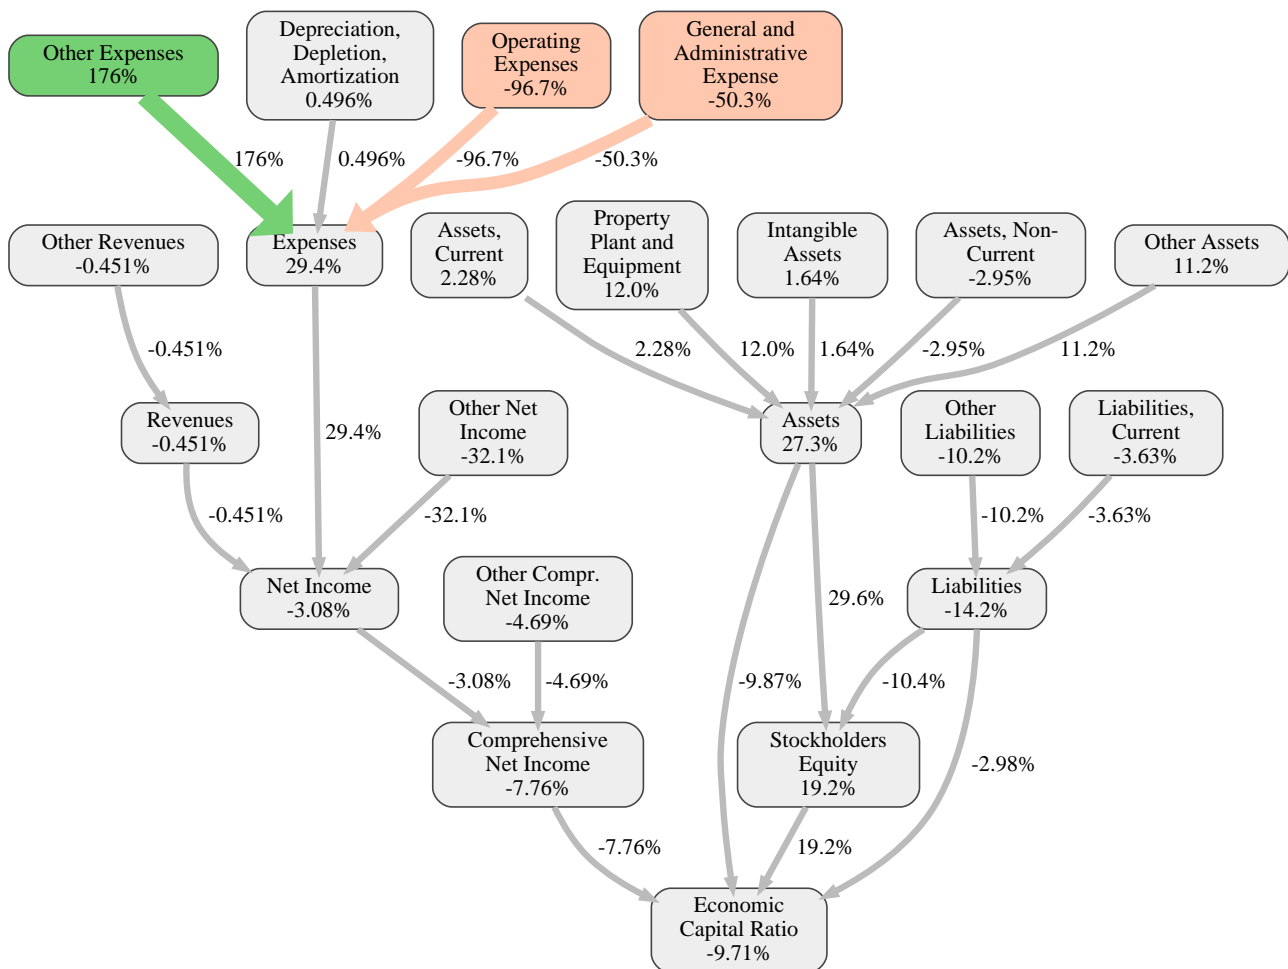 Other Expenses
176%
Depreciation,
Depletion,
Amortization
0.496%
Operating
Expenses
-96.7%
General and
Administrative
Expense
-50.3%
176%
0.496%
-96.7%
-50.3%
Other Revenues
-0.451%
Expenses
29.4%
Assets,
Current
2.28%
Property
Plant and
Equipment
12.0%
Intangible
Assets
1.64%
Assets, Non-
Current
-2.95%
Other Assets
11.2%
-0.451%
2.28%
12.0%
1.64%
-2.95%
11.2%
Revenues
-0.451%
29.4%
Other Net
Income
-32.1%
Assets
27.3%
Other
Liabilities
-10.2%
Liabilities,
Current
-3.63%
-0.451%
-32.1%
-10.2%
-3.63%
Net Income
-3.08%
Other Compr.
Net Income
-4.69%
29.6%
Liabilities
-14.2%
-3.08%
-4.69%
-9.87%
-10.4%
Comprehensive
Net Income
-7.76%
Stockholders
Equity
19.2%
-2.98%
-7.76%
19.2%
Economic
Capital Ratio
-9.71%